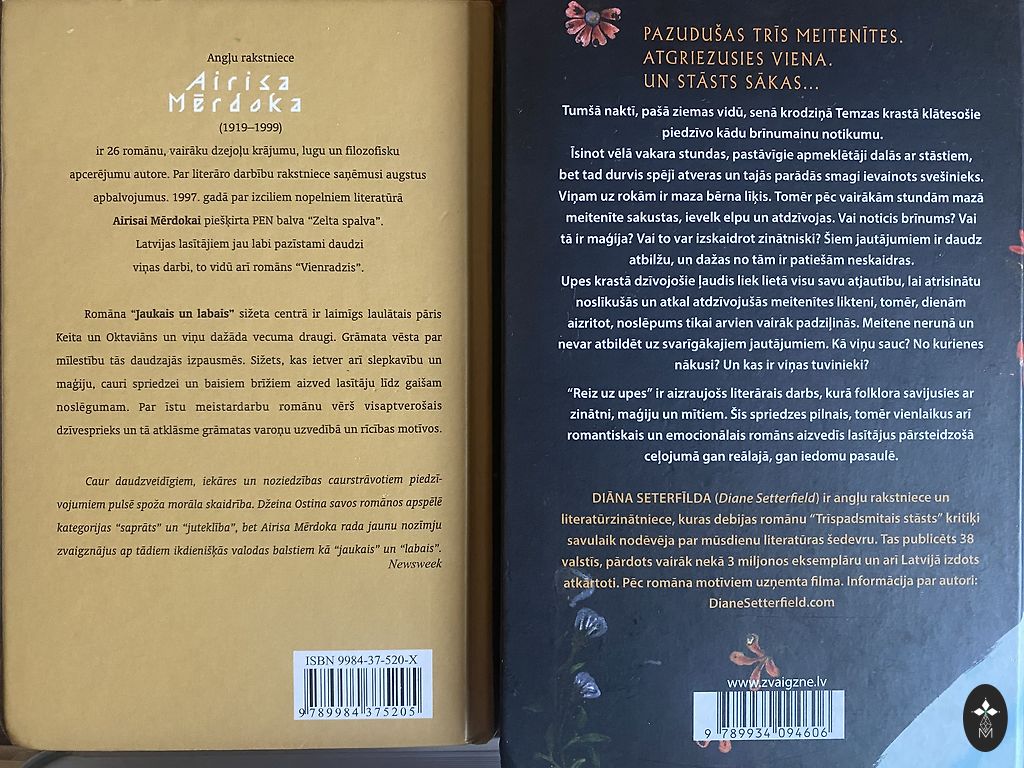 Angļu rakstniece
Airisa
Mērdoka
(1919–1999)
ir 26 romānu, vairāku dzejoļu krājumu, lugu un filozofisku
apcerējumu autore. Par literāro darbību rakstniece saņēmusi augstus
apbalvojumus. 1997. gadā par izciliem nopelniem literatūrā
Airisai Mērdokai piešķirta PEN balva “Zelta spalva”.
Latvijas lasītājiem jau labi pazīstami daudzi
viņas darbi, to vidū arī romāns “Vienradzis”.
Romāna “Jaukais un labais” sižeta centrā ir laimīgs laulātais pāris
Keita un Oktaviāns un viņu dažāda vecuma draugi. Grāmata vēsta par
mīlestību tās daudzajās izpausmēs. Sižets, kas ietver arī slepkavību un
maģiju, cauri spriedzei un baisiem brīžiem aizved lasītāju līdz gaišam
noslēgumam. Par īstu meistardarbu romānu vērš visaptverošais
dzīvesprieks un tā atklāsme grāmatas varoņu uzvedībā un rīcības motīvos.
Caur daudzveidīgiem, iekāres un noziedzības caurstrāvotiem piedzī-
vojumiem pulsē spoža morāla skaidrība. Džeina Ostina savos romānos apspēlē
kategorijas “saprāts” un “juteklība”, bet Airisa Mērdoka rada jaunu nozīmju
zvaigznājus ap tādiem ikdienišķās valodas balstiem kā “jaukais” un “labais”.
Newsweek
ISBN 9984-37-520-X
9 789984 375205
PAZUDUŠAS TRĪS MEITENĪTES.
ATGRIEZUSIES VIENA.
UN STĀSTS SĀKAS...
Tumšā naktī, pašā ziemas vidū, senā krodziņā Temzas krastā klātesošie
piedzīvo kādu brīnumainu notikumu.
Īsinot vēlā vakara stundas, pastāvīgie apmeklētāji dalās ar stāstiem,
bet tad durvis spēji atveras un tajās parādās smagi ievainots svešinieks.
Viņam uz rokām ir maza bērna līķis. Tomēr pēc vairākām stundām mazā
meitenīte sakustas, ievelk elpu un atdzīvojas. Vai noticis brīnums? Vai
tā ir maģija? Vai to var izskaidrot zinātniski? Šiem jautājumiem ir daudz
atbilžu, un dažas no tām ir patiešām neskaidras.
Upes krastā dzīvojošie ļaudis liek lietā visu savu atjautību, lai atrisinātu
noslīkušās un atkal atdzīvojušās meitenītes likteni, tomēr, dienām
aizritot, noslēpums tikai arvien vairāk padziļinās. Meitene nerunā un
nevar atbildēt uz svarīgākajiem jautājumiem. Kā viņu sauc? No kurienes
nākusi? Un kas ir viņas tuvinieki?
“Reiz uz upes” ir aizraujošs literārais darbs, kurā folklora savijusies ar
zinātni, maģiju un mītiem. Šis spriedzes pilnais, tomēr vienlaikus arī
romantiskais un emocionālais romāns aizvedīs lasītājus pārsteidzošā
ceļojumā gan reālajā, gan iedomu pasaulē.
DIĀNA SETERFĪLDA (Diane Setterfield) ir angļu rakstniece un
literatūrzinātniece, kuras debijas romānu “Trīspadsmitais stāsts” kritiķi
savulaik nodēvēja par mūsdienu literatūras šedevru. Tas publicēts 38
valstīs, pārdots vairāk nekā 3 miljonos eksemplāru un arī Latvijā izdots
atkārtoti. Pēc romāna motīviem uzņemta filma. Informācija par autori:
DianeSetterfield.com
www.zvaigzne.lv
9 789934 094606